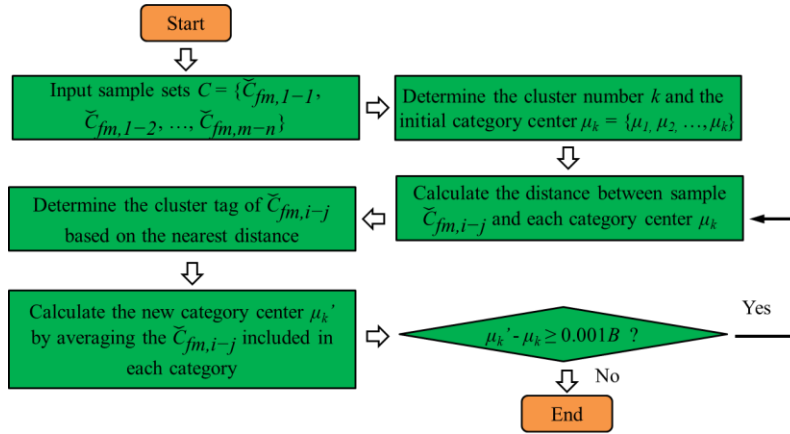 Start
Input sample sets C = {C̆fm,1−1,
C̆fm,1−2, …, C̆fm,m−n}
Determine the cluster number k and the
initial category center μk = {μ1, μ2, …, μk}
Calculate the distance between sample
C̆fm,i−j and each category center μk
Determine the cluster tag of C̆fm,i−j
based on the nearest distance
Calculate the new category center μk’
by averaging the C̆fm,i−j included in
each category
μk’ - μk ≥ 0.001B ?
Yes
No
End